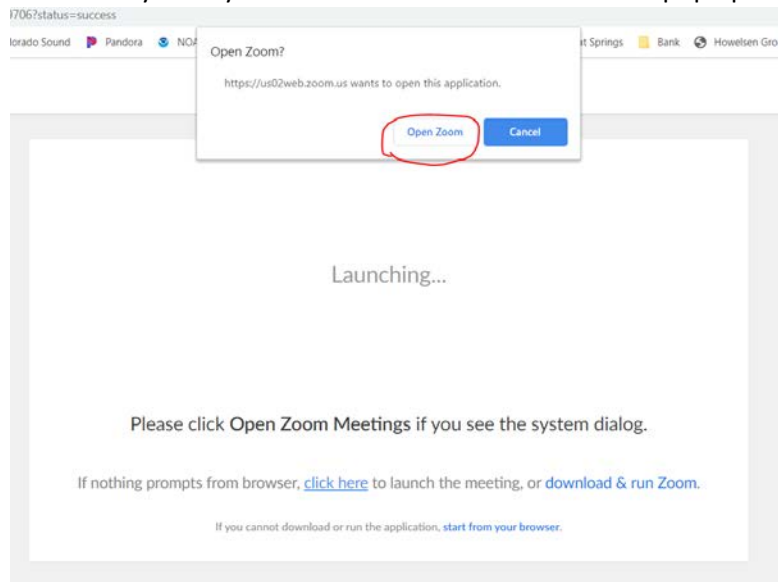 706?status=success
lorado Sound Pandora NOA t Springs Bank Howelsen Gro
Open Zoom?
https://us02web.zoom.us wants to open this application.
Open Zoom Cancel
Launching...
Please click Open Zoom Meetings if you see the system dialog.
If nothing prompts from browser, click here to launch the meeting, or download & run Zoom.
If you cannot download or run the application, start from your browser.